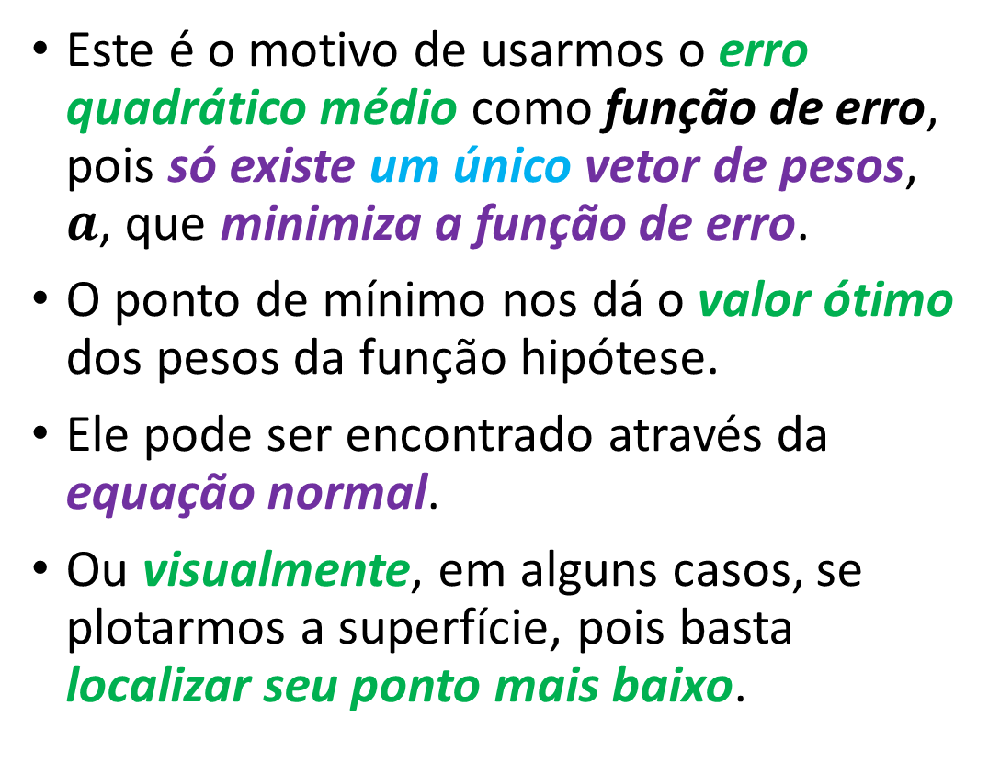 • Este é o motivo de usarmos o erro
quadrático médio como função de erro,
pois só existe um único vetor de pesos,
a, que minimiza a função de erro.
• O ponto de mínimo nos dá o valor ótimo
dos pesos da função hipótese.
• Ele pode ser encontrado através da
equação normal.
• Ou visualmente, em alguns casos, se
plotarmos a superfície, pois basta
localizar seu ponto mais baixo.